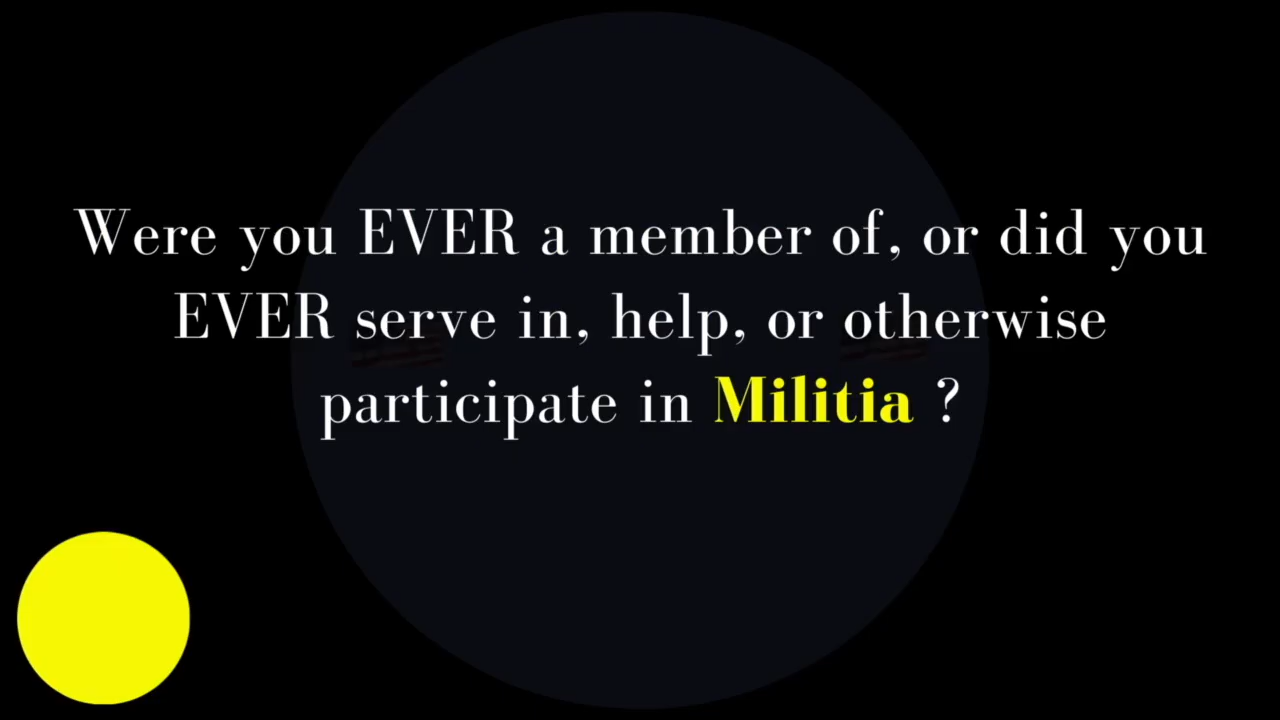 Were you EVER a member of, or did you
EVER serve in, help, or otherwise
participate in Militia ?